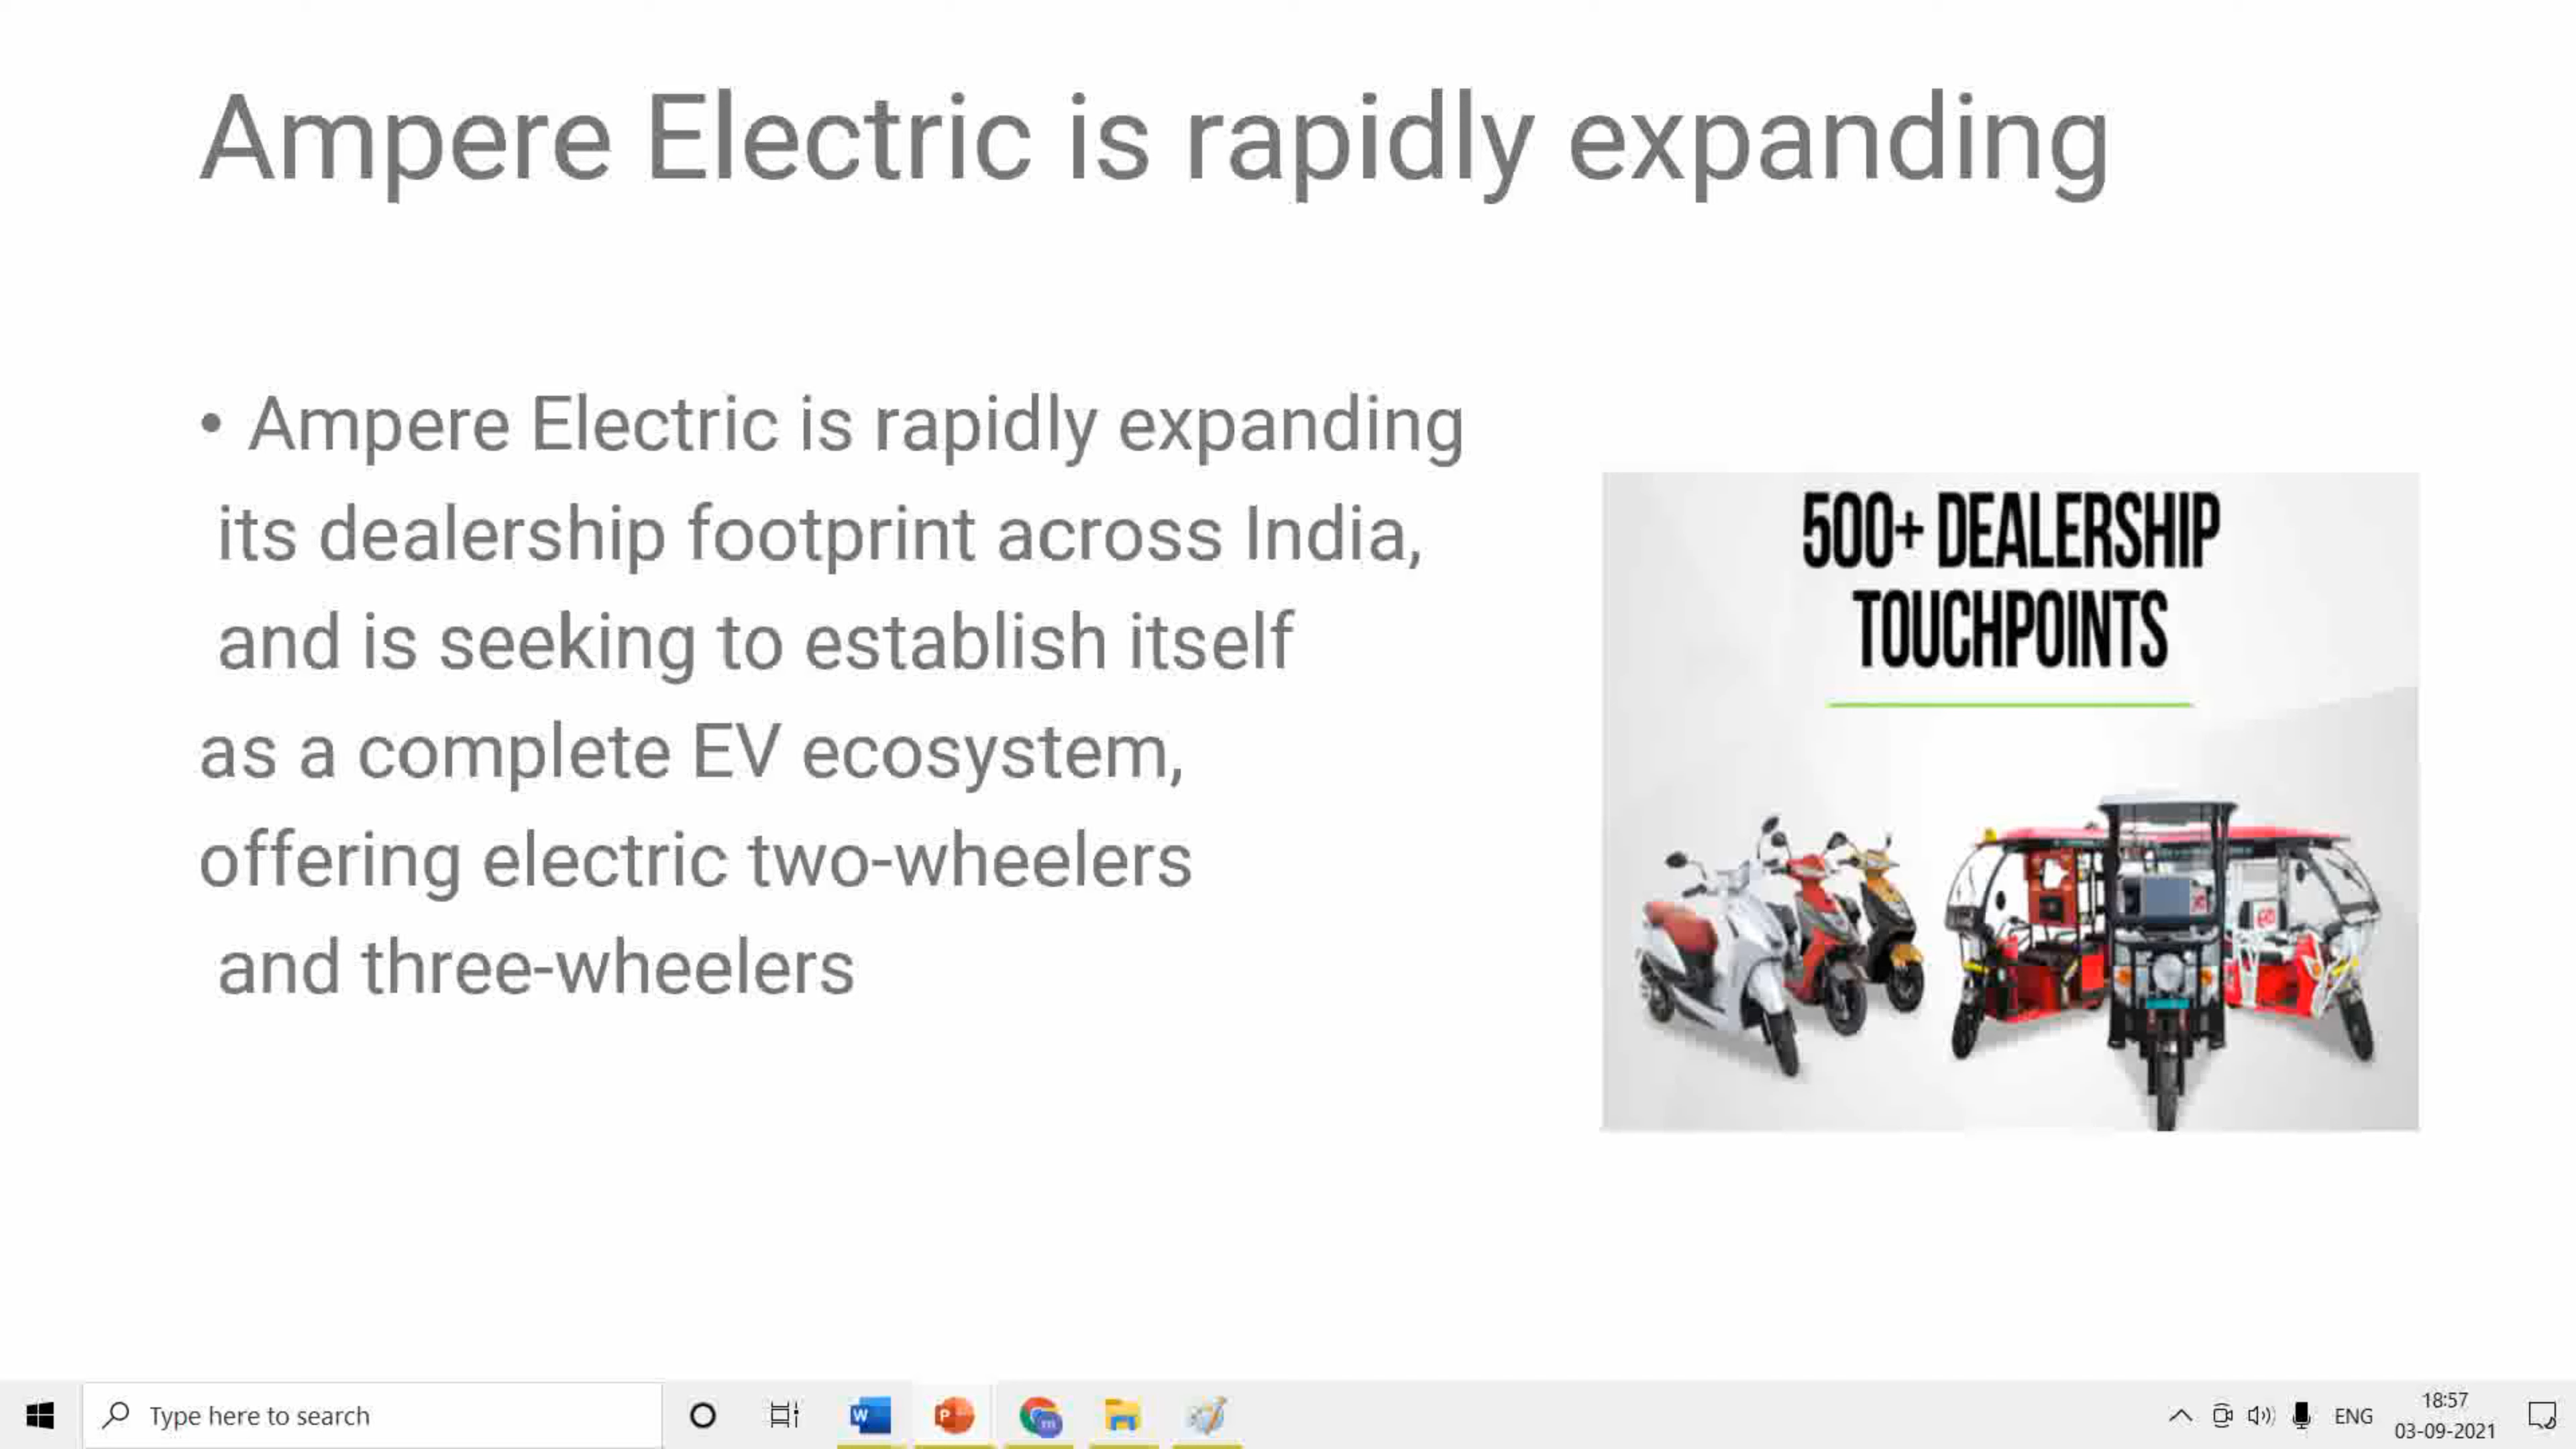 Ampere Electric is rapidly expanding
• Ampere Electric is rapidly expanding
its dealership footprint across India,
and is seeking to establish itself
as a complete EV ecosystem,
offering electric two-wheelers
and three-wheelers
500+ DEALERSHIP
TOUCHPOINTS
Type here to search
ENG
18:57
03-09-2021